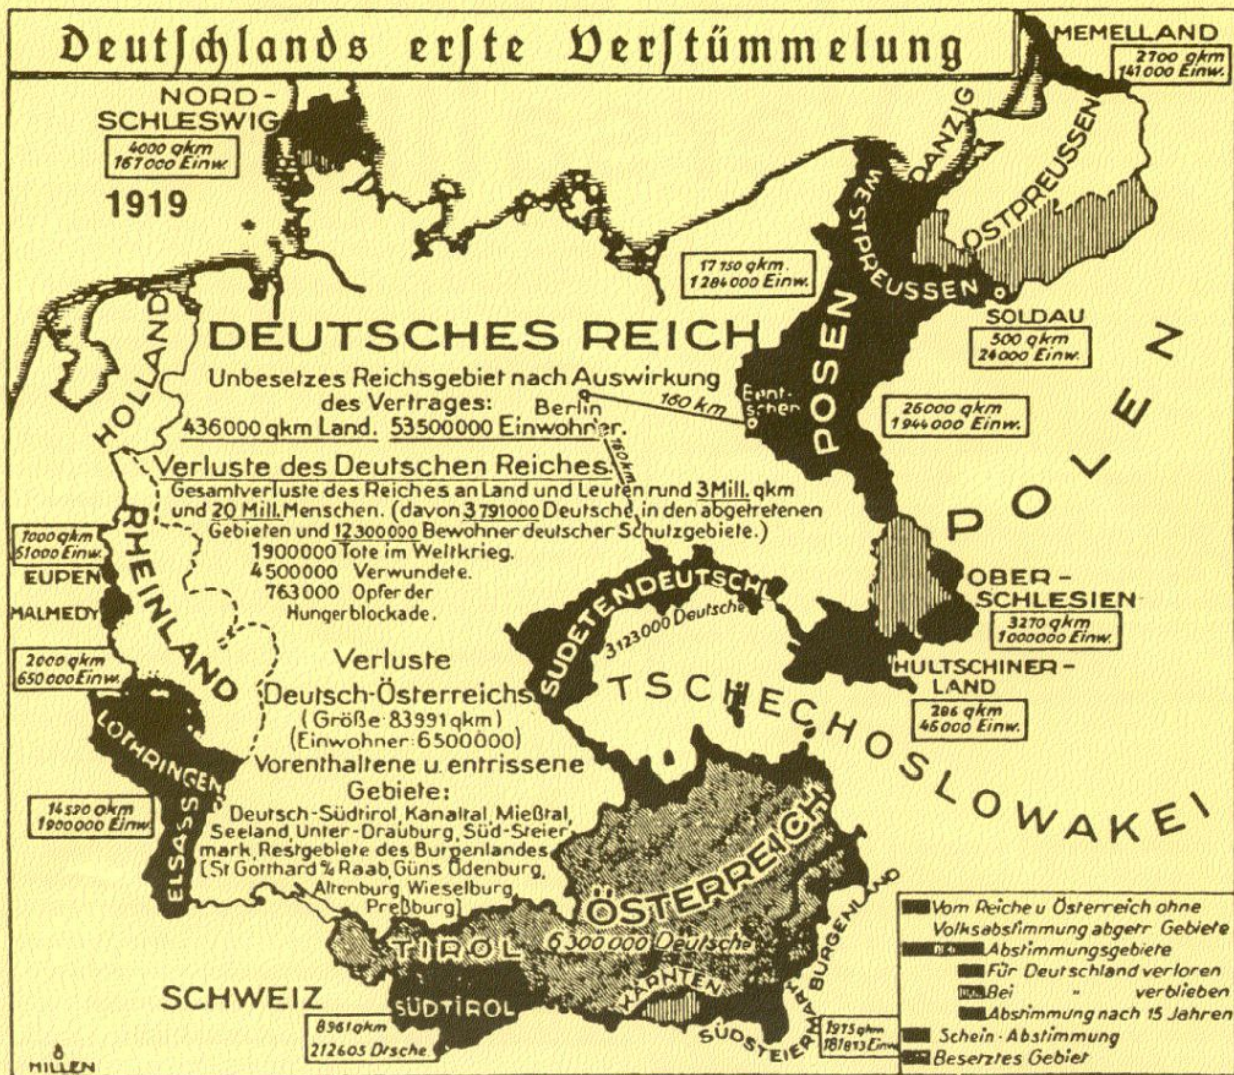 Deutschlands erste Verstümmelung
MEMELLAND
2700 qkm
141000 Einw.
NORD-
SCHLESWIG
4000 qkm
167000 Einw.
1919
DANZIG
OSTPREUSSEN
WESTPREUSSEN
17150 qkm.
1284000 Einw.
SOLDAU
500 qkm
24000 Einw.
DEUTSCHES REICH
Unbesetzes Reichsgebiet nach Auswirkung
des Vertrages:
Berlin
160 km
436000 qkm Land. 53500000 Einwohner.
160km
Bent-
schen
POSEN
26000 qkm
1944000 Einw.
POLEN
HOLLAND
Verluste des Deutschen Reiches.
Gesamtverluste des Reiches an Land und Leuten rund 3 Mill. qkm
und 20 Mill. Menschen. (davon 3791000 Deutsche in den abgetretenen
Gebieten und 12300000 Bewohner deutscher Schutzgebiete.)
1900000 Tote im Weltkrieg.
4500000 Verwundete.
763000 Opfer der
Hungerblockade.
RHEINLAND
1000 qkm
61000 Einw.
EUPEN
MALMEDY
2000 qkm
650000 Einw.
SUDETENDEUTSCHL
3123000 Deutsche
OBER-
SCHLESIEN
3270 qkm
1000000 Einw.
HULTSCHINER-
LAND
286 qkm
46000 Einw.
TSCHECHOSLOWAKEI
Verluste
Deutsch-Österreichs
(Größe: 83991 qkm)
(Einwohner: 6500000)
Vorenthaltene u. entrissene
Gebiete:
Deutsch-Südtirol, Kanaltal, Mießtal,
Seeland, Unter-Drauburg, Süd-Steier
mark, Restgebiete des Burgenlandes
[St Gotthard a/Raab, Güns Ödenburg,
Altenburg, Wieselburg,
Preßburg]
LOTHRINGEN
14520 qkm
1900000 Einw.
ELSASS
ÖSTERREICH
6300000 Deutsche
TIROL
KÄRNTEN
BURGENLAND
SÜDTIROL
SÜDSTEIERMARK
SCHWEIZ
8961 qkm
212605 Dtsche.
1975 qkm
181813 Einw.
MILLEN
Vom Reiche u Österreich ohne
Volksabstimmung abgetr Gebiete
Abstimmungsgebiete
Für Deutschland verloren
Bei " verblieben
Abstimmung nach 15 Jahren
Schein-Abstimmung
Besetztes Gebiet